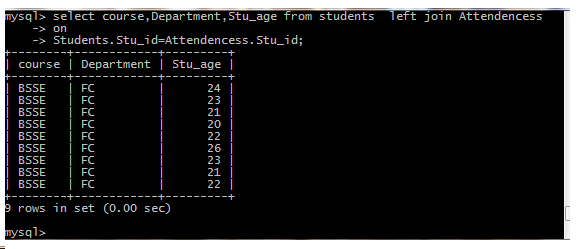 mysql> select course,Department,Stu_age from students  left join Attendencess
    -> on
    -> Students.Stu_id=Attendencess.Stu_id;
+--------+------------+---------+
| course | Department | Stu_age |
+--------+------------+---------+
| BSSE   | FC         |      24 |
| BSSE   | FC         |      23 |
| BSSE   | FC         |      21 |
| BSSE   | FC         |      20 |
| BSSE   | FC         |      22 |
| BSSE   | FC         |      26 |
| BSSE   | FC         |      23 |
| BSSE   | FC         |      21 |
| BSSE   | FC         |      22 |
+--------+------------+---------+
9 rows in set (0.00 sec)
mysql>